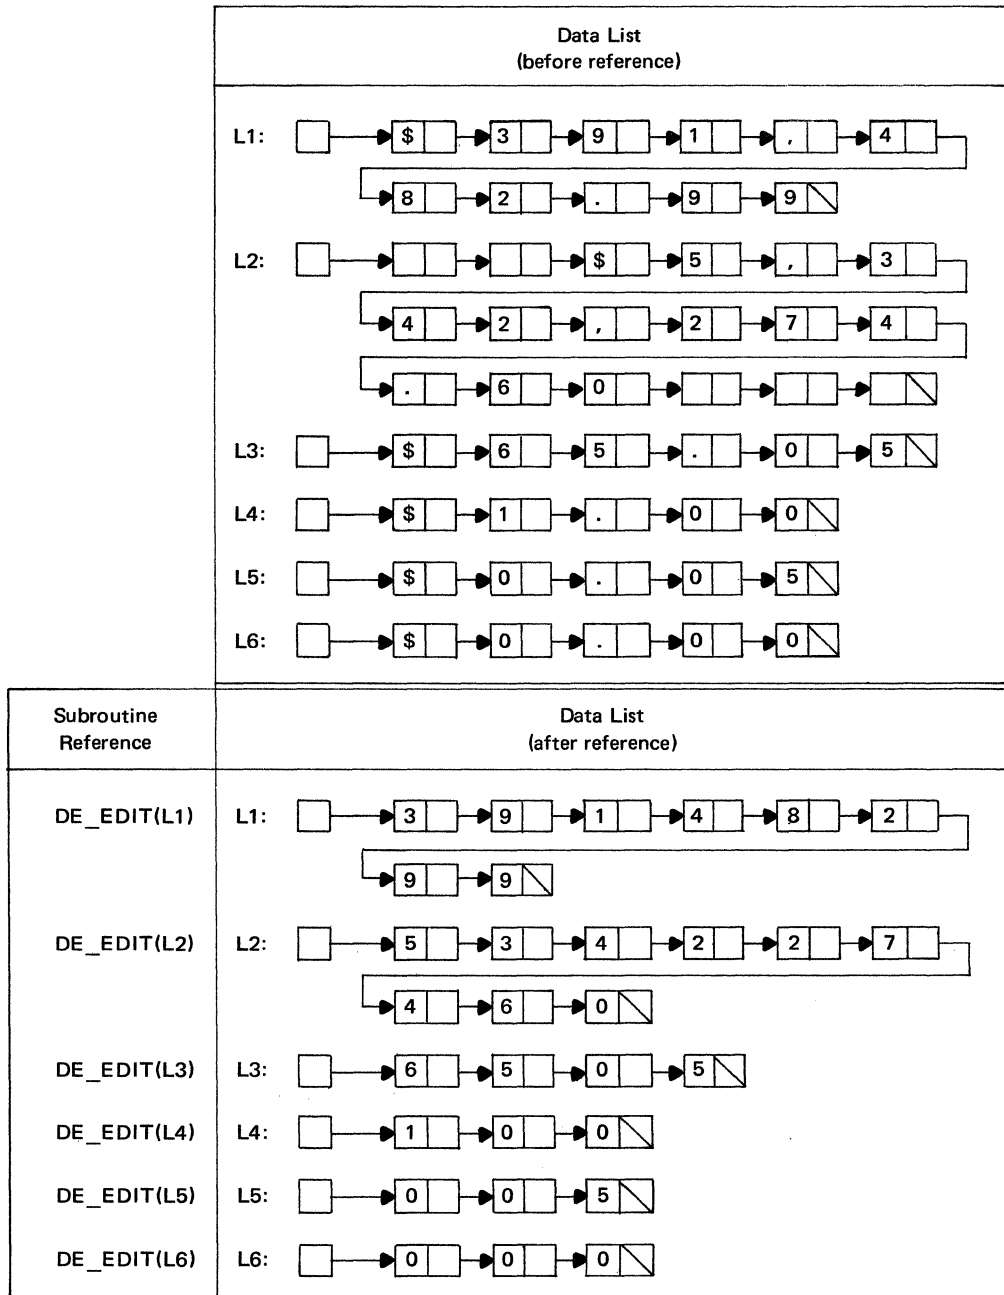 Data List
(before reference)
L1: $ 3 9 1 , 4
8 2 . 9 9
L2: $ 5 , 3
4 2 , 2 7 4
. 6 0
L3: $ 6 5 . 0 5
L4: $ 1 . 0 0
L5: $ 0 . 0 5
L6: $ 0 . 0 0
Subroutine
Reference
Data List
(after reference)
DE_EDIT(L1) L1: 3 9 1 4 8 2
9 9
DE_EDIT(L2) L2: 5 3 4 2 2 7
4 6 0
DE_EDIT(L3) L3: 6 5 0 5
DE_EDIT(L4) L4: 1 0 0
DE_EDIT(L5) L5: 0 0 5
DE_EDIT(L6) L6: 0 0 0